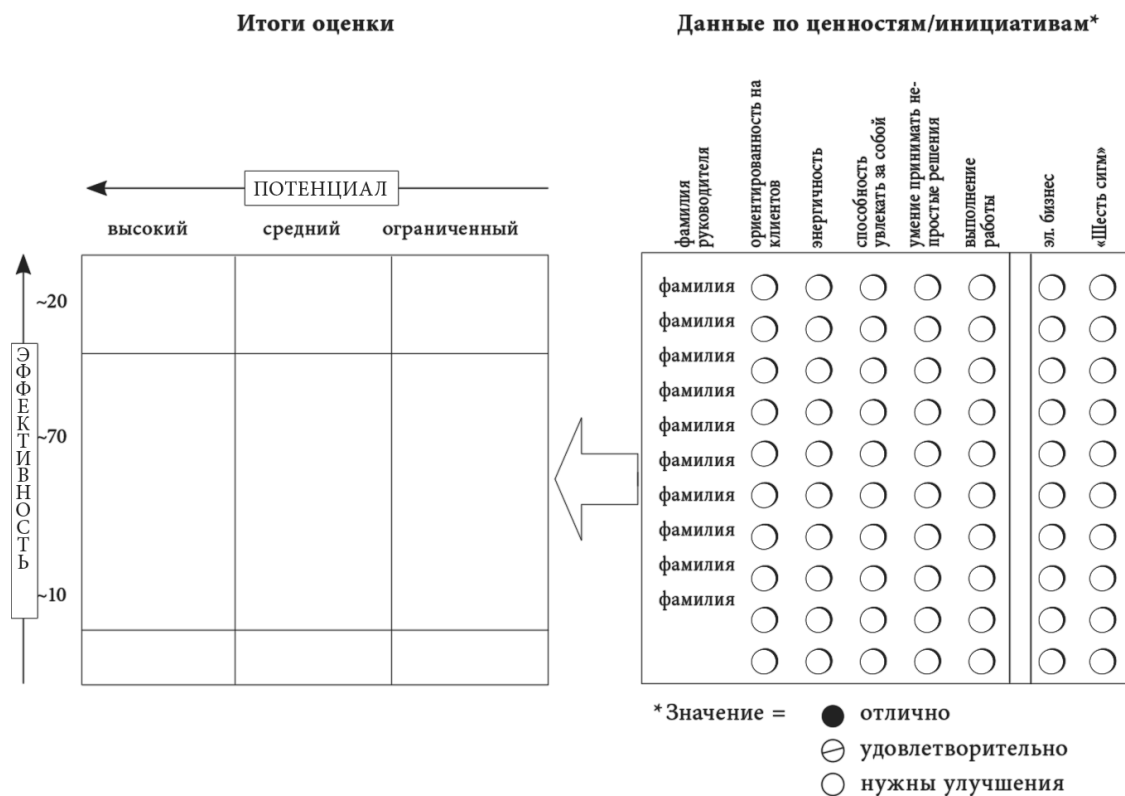 Итоги оценки
Данные по ценностям/инициативам*
ПОТЕНЦИАЛ
высокий
средний
ограниченный
ЭФФЕКТИВНОСТЬ
~20
~70
~10
фамилия
руководителя
ориентированность на
клиентов
энергичность
способность
увлекать за собой
умение принимать не-
простые решения
выполнение
работы
эл. бизнес
«Шесть сигм»
фамилия
фамилия
фамилия
фамилия
фамилия
фамилия
фамилия
фамилия
фамилия
фамилия
*Значение =
отлично
удовлетворительно
нужны улучшения